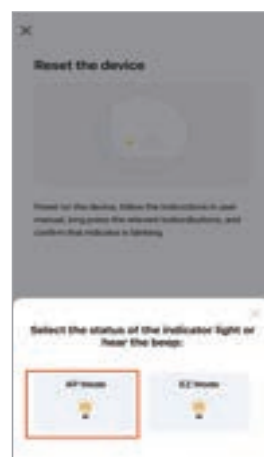 Reset the device
Power on the device, follow the instructions in user
manual, long press the relevant button/buttons, and
confirm that indicator is blinking
Select the status of the indicator light or
hear the beep:
AP Mode
EZ Mode